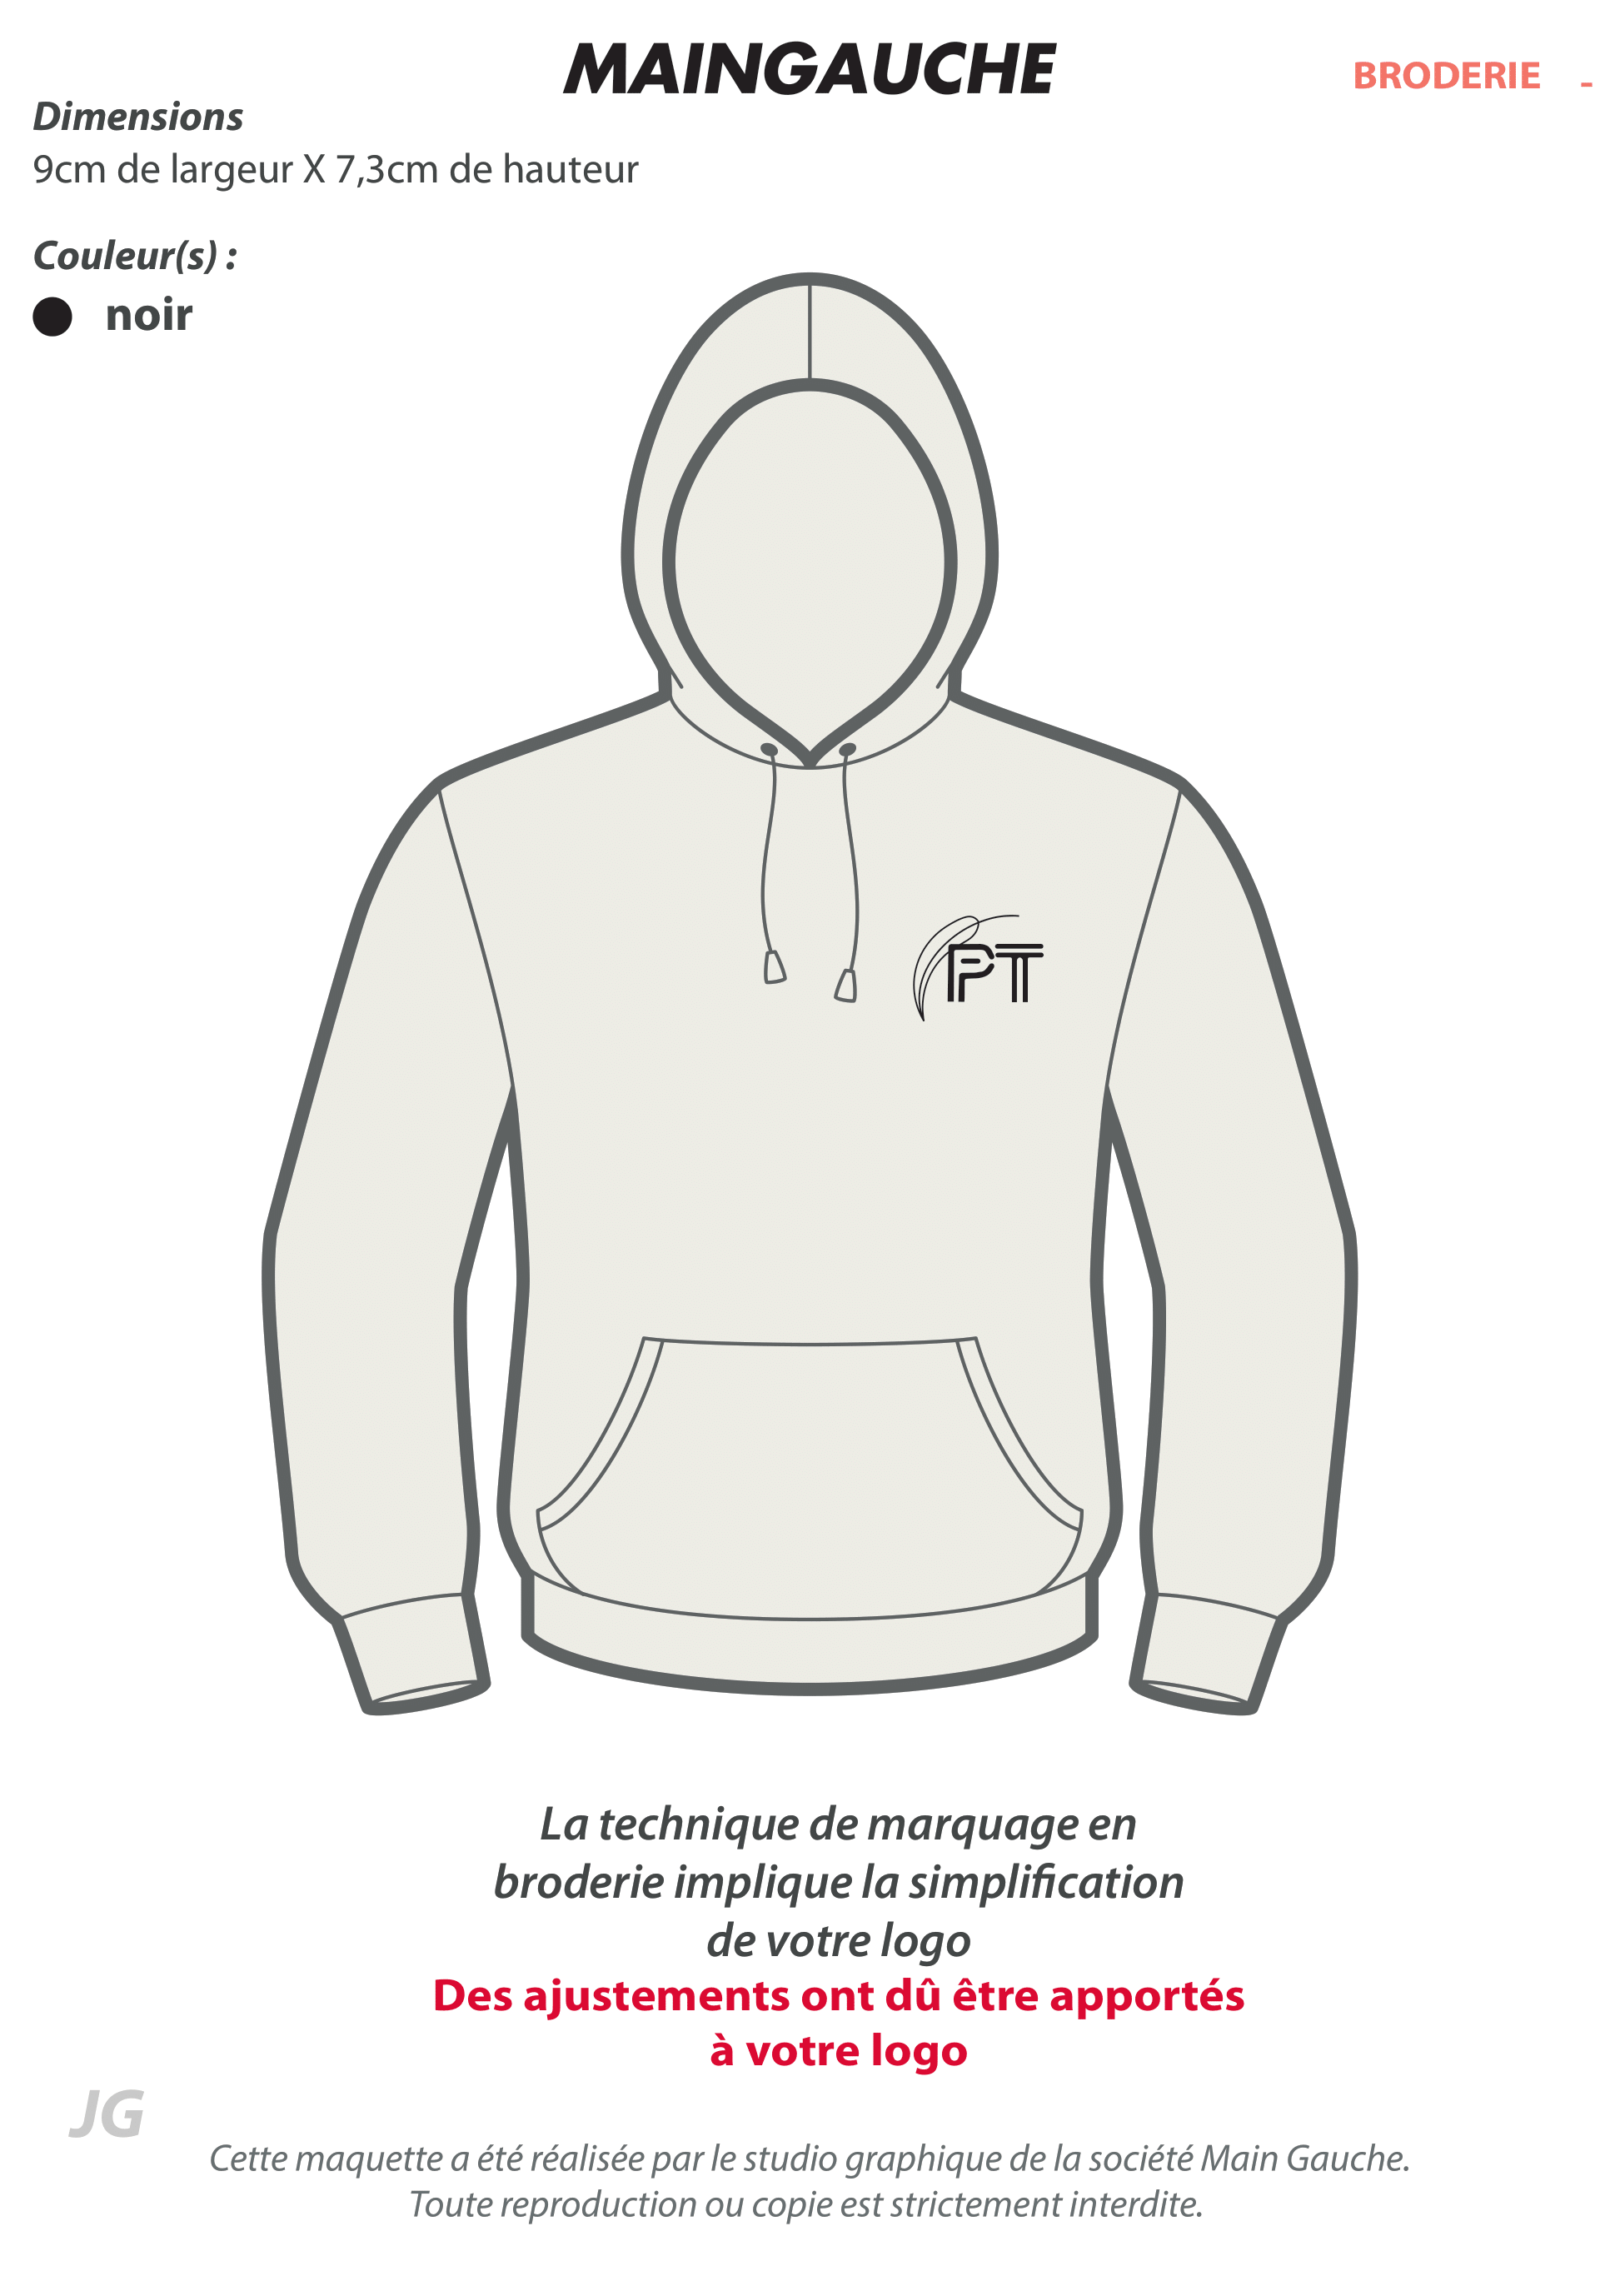 MAINGAUCHE
BRODERIE -
Dimensions
9cm de largeur X 7,3cm de hauteur
Couleur(s) :
noir
PT
La technique de marquage en
broderie implique la simplification
de votre logo
Des ajustements ont dû être apportés
à votre logo
JG
Cette maquette a été réalisée par le studio graphique de la société Main Gauche.
Toute reproduction ou copie est strictement interdite.